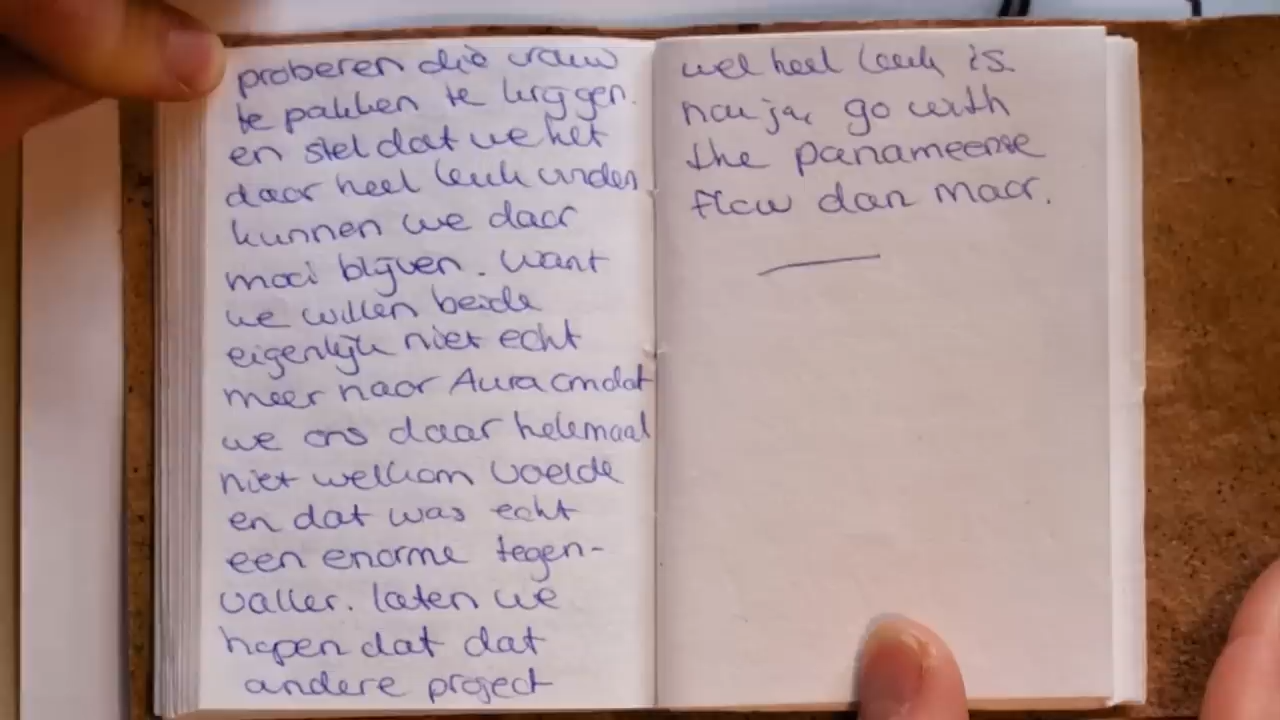 proberen die vrouw
te pakken te krijgen.
en stel dat we het
daar heel leuk vinden
kunnen we daar
mooi blijven. want
we willen beide
eigenlijk niet echt
meer naar Aura omdat
we ons daar helemaal
niet welkom voelde
en dat was echt
een enorme tegen-
valler. laten we
hopen dat dat
andere project
wel heel leuk is.
nou ja, go with
the panameense
flow dan maar.